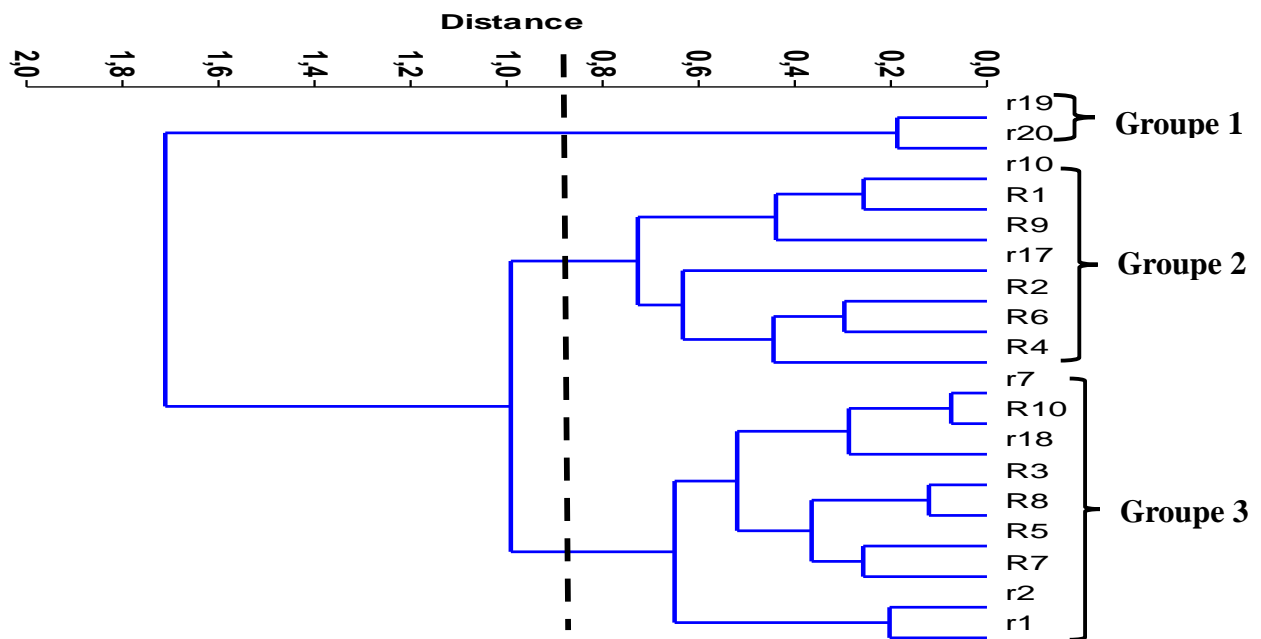 Distance
2,0 1,8 1,6 1,4 1,2 1,0 0,8 0,6 0,4 0,2 0,0
r19
r20
Groupe 1
r10
R1
R9
r17
R2
R6
R4
Groupe 2
r7
R10
r18
R3
R8
R5
R7
r2
r1
Groupe 3